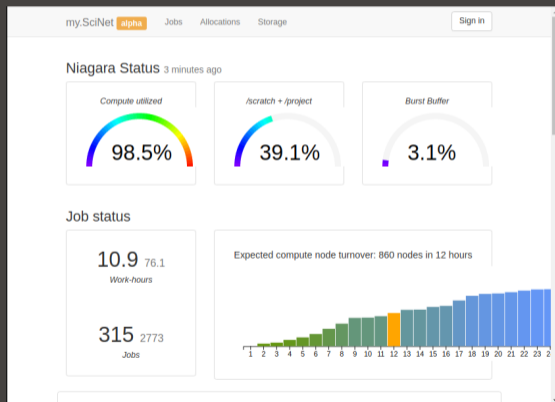 my.SciNet alpha Jobs Allocations Storage Sign in
Niagara Status 3 minutes ago
Compute utilized
98.5%
/scratch + /project
39.1%
Burst Buffer
3.1%
Job status
10.9 76.1
Work-hours
315 2773
Jobs
Expected compute node turnover: 860 nodes in 12 hours
1 2 3 4 5 6 7 8 9 10 11 12 13 14 15 16 17 18 19 20 21 22 23